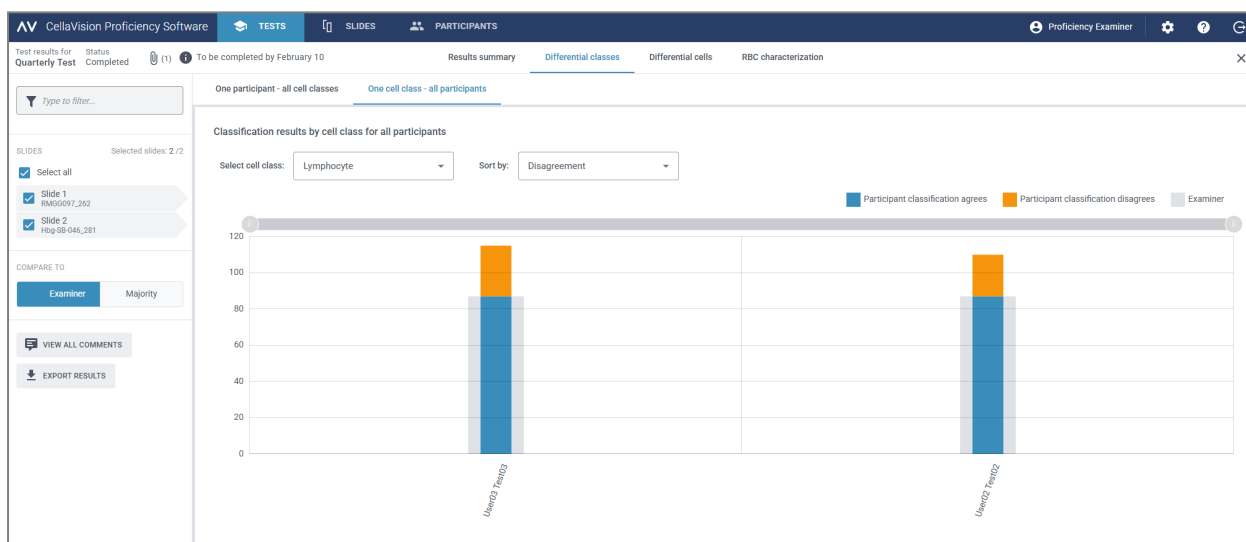 CellaVision Proficiency Software
TESTS
SLIDES
PARTICIPANTS
Proficiency Examiner
Test results for
Quarterly Test
Status
Completed
(1)
To be completed by February 10
Results summary
Differential classes
Differential cells
RBC characterization
Type to filter...
One participant - all cell classes
One cell class - all participants
Classification results by cell class for all participants
SLIDES
Selected slides: 2 /2
Select all
Slide 1
RMGG097_262
Slide 2
Hbg-SB-046_281
Select cell class:
Lymphocyte
Sort by:
Disagreement
Participant classification agrees
Participant classification disagrees
Examiner
COMPARE TO
Examiner
Majority
VIEW ALL COMMENTS
EXPORT RESULTS
120
100
80
60
40
20
0
User03 Test03
User02 Test02